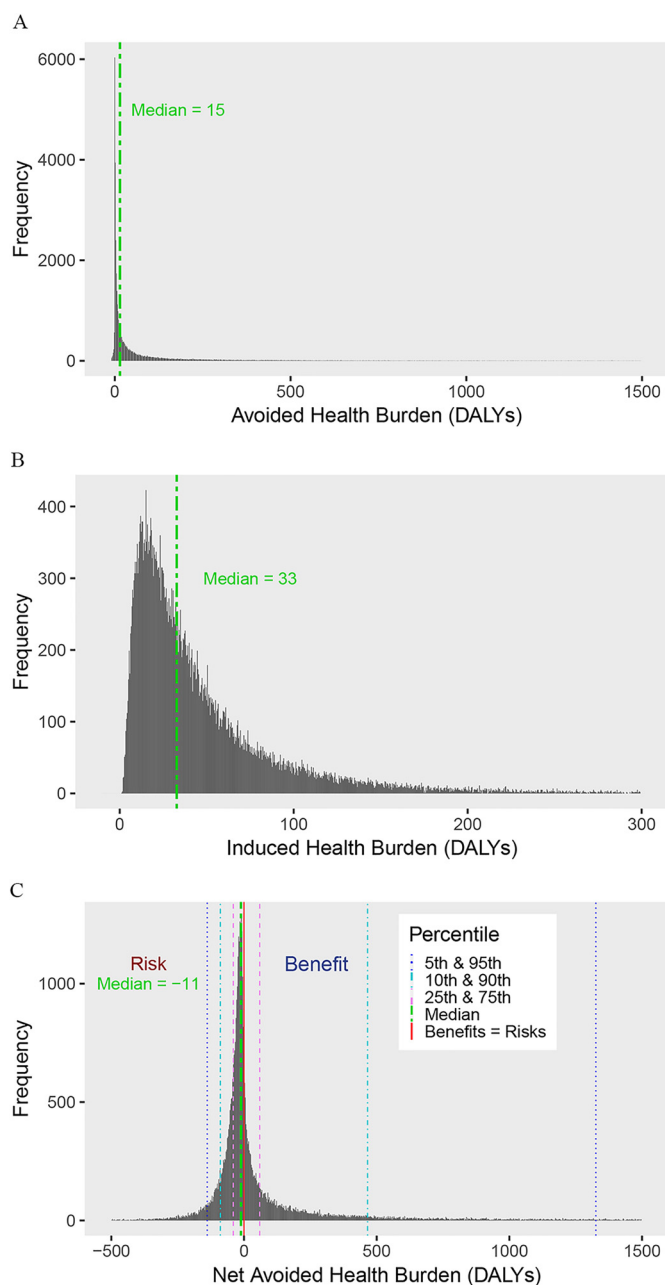 A
6000
4000
2000
0
Frequency
Median = 15
0 500 1000 1500
Avoided Health Burden (DALYs)
B
400
300
200
100
0
Frequency
Median = 33
0 100 200 300
Induced Health Burden (DALYs)
C
1000
500
0
Frequency
Risk
Median = −11
Benefit
Percentile
5th & 95th
10th & 90th
25th & 75th
Median
Benefits = Risks
−500 0 500 1000 1500
Net Avoided Health Burden (DALYs)